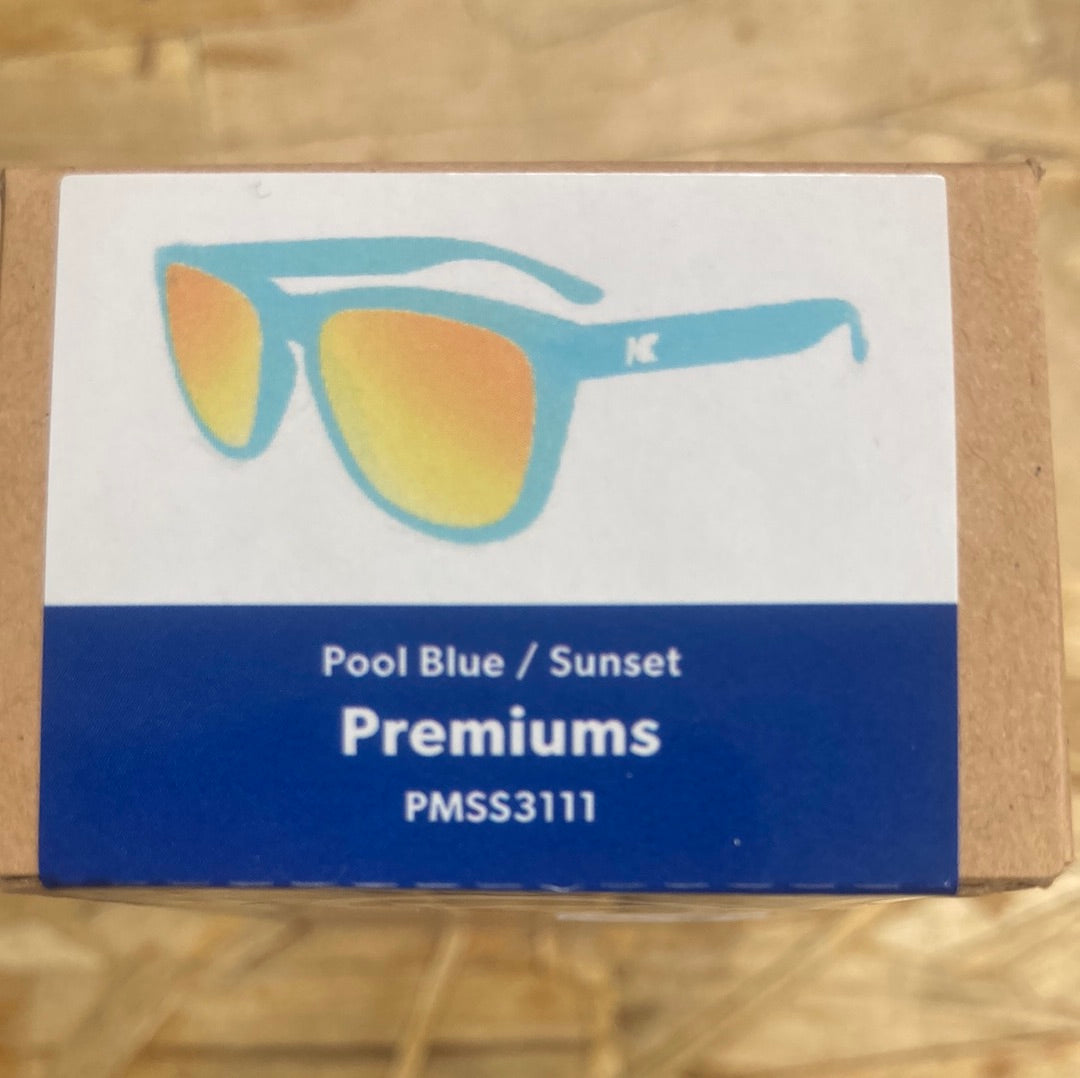 Pool Blue / Sunset
Premiums
PMSS3111